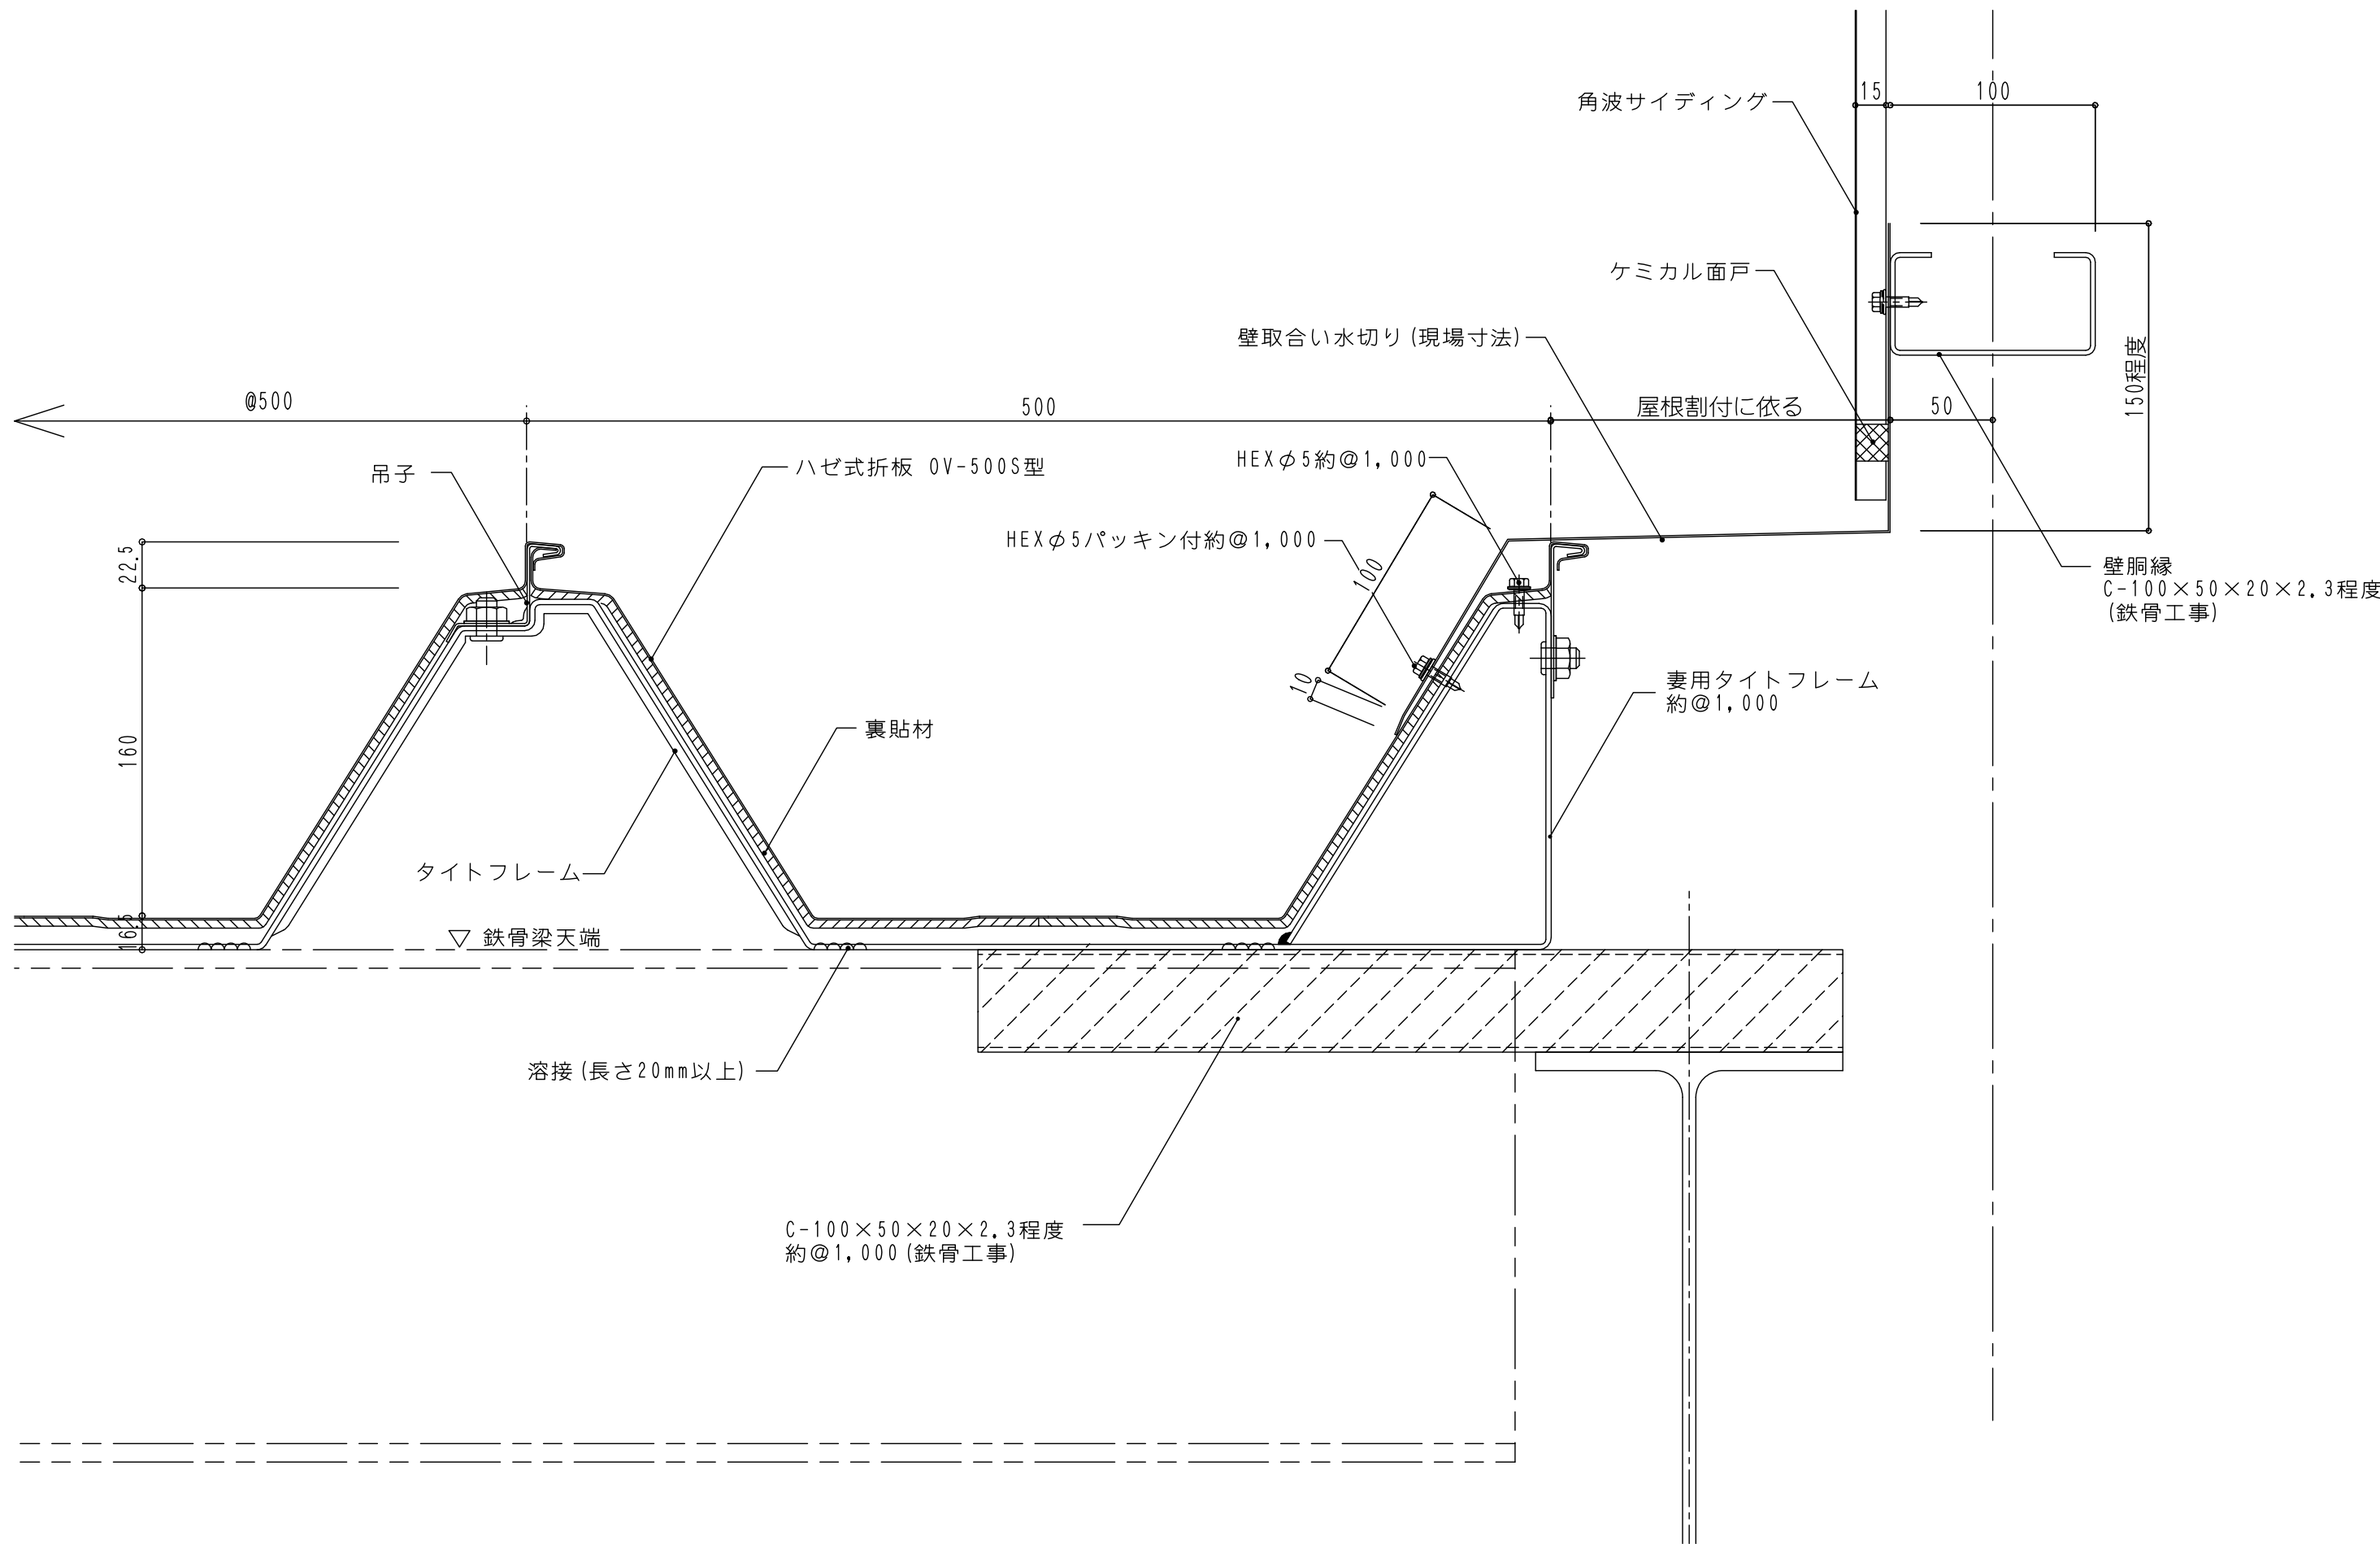 15
100
角波サイディング
ケミカル面戸
壁取合い水切り(現場寸法)
150程度
@500
500
屋根割付に依る
50
吊子
ハゼ式折板 OV-500S型
HEXφ5約@1,000
HEXφ5パッキン付約@1,000
100
10
22.5
壁胴縁
C-100×50×20×2.3程度
(鉄骨工事)
妻用タイトフレーム
約@1,000
160
裏貼材
タイトフレーム
16.5
▽ 鉄骨梁天端
溶接(長さ20mm以上)
C-100×50×20×2.3程度
約@1,000(鉄骨工事)